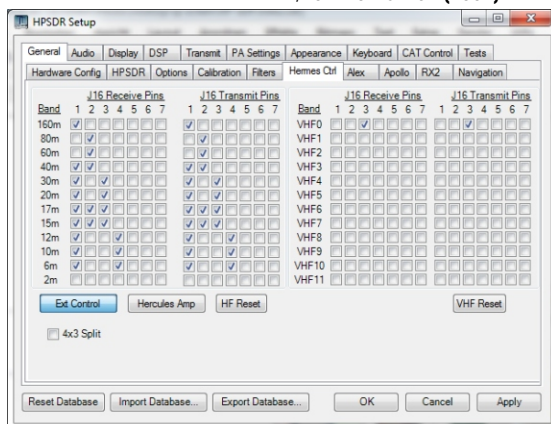 HPSDR Setup
General Audio Display DSP Transmit PA Settings Appearance Keyboard CAT Control Tests
Hardware Config HPSDR Options Calibration Filters Hermes Ctrl Alex Apollo RX2 Navigation
J16 Receive Pins J16 Transmit Pins J16 Receive Pins J16 Transmit Pins
Band 1 2 3 4 5 6 7 1 2 3 4 5 6 7 Band 1 2 3 4 5 6 7 1 2 3 4 5 6 7
160m VHF0
80m VHF1
60m VHF2
40m VHF3
30m VHF4
20m VHF5
17m VHF6
15m VHF7
12m VHF8
10m VHF9
6m VHF10
2m VHF11
Ext Control Hercules Amp HF Reset VHF Reset
4x3 Split
Reset Database Import Database... Export Database... OK Cancel Apply